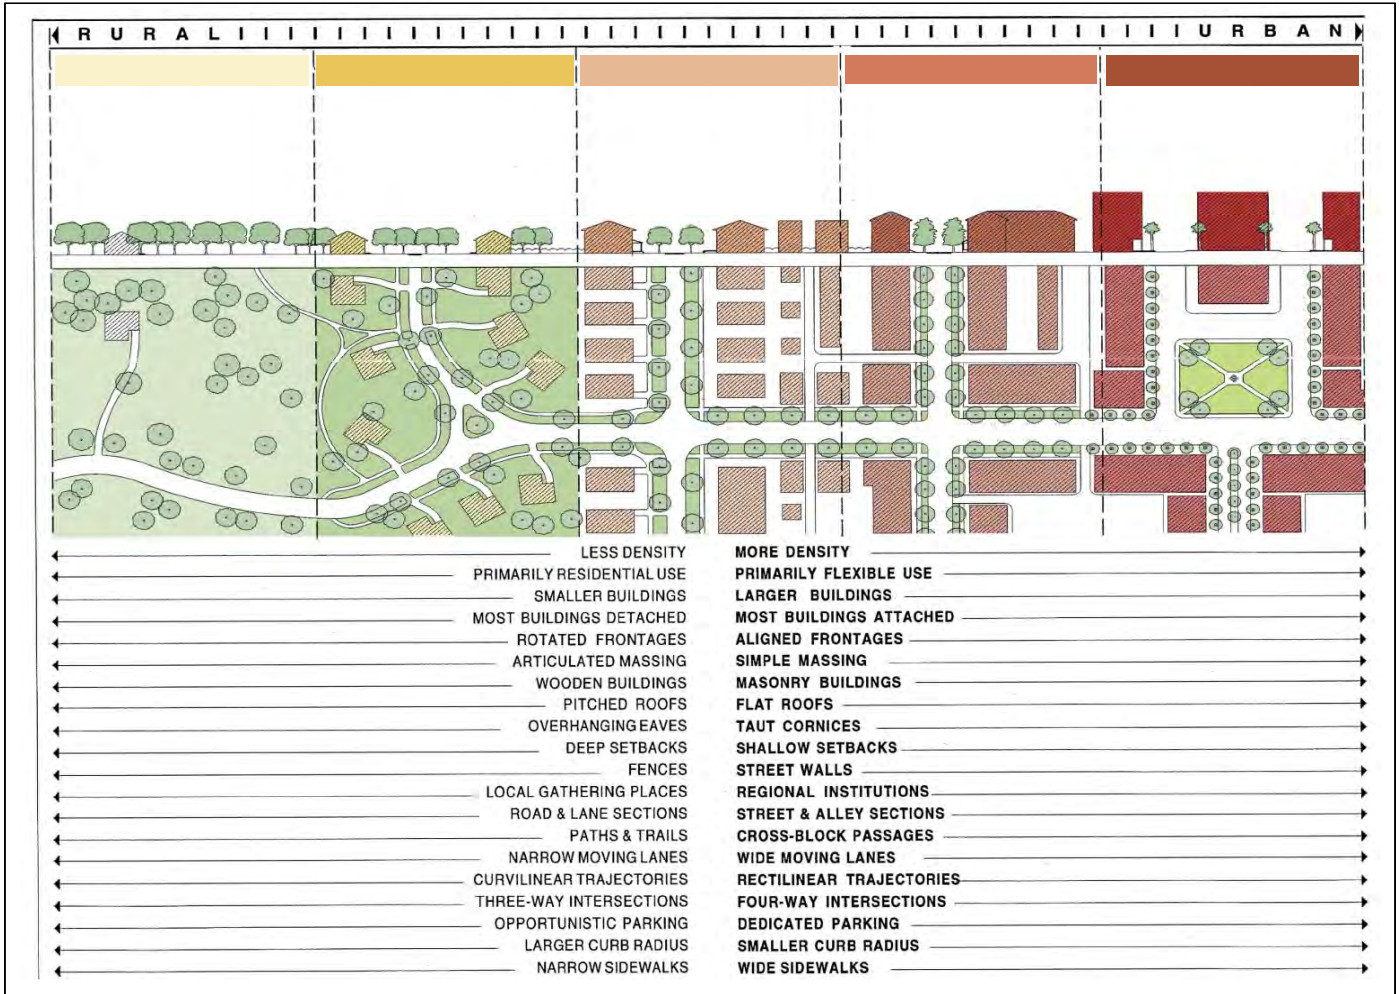 RURAL URBAN
LESS DENSITY MORE DENSITY
PRIMARILY RESIDENTIAL USE PRIMARILY FLEXIBLE USE
SMALLER BUILDINGS LARGER BUILDINGS
MOST BUILDINGS DETACHED MOST BUILDINGS ATTACHED
ROTATED FRONTAGES ALIGNED FRONTAGES
ARTICULATED MASSING SIMPLE MASSING
WOODEN BUILDINGS MASONRY BUILDINGS
PITCHED ROOFS FLAT ROOFS
OVERHANGING EAVES TAUT CORNICES
DEEP SETBACKS SHALLOW SETBACKS
FENCES STREET WALLS
LOCAL GATHERING PLACES REGIONAL INSTITUTIONS
ROAD & LANE SECTIONS STREET & ALLEY SECTIONS
PATHS & TRAILS CROSS-BLOCK PASSAGES
NARROW MOVING LANES WIDE MOVING LANES
CURVILINEAR TRAJECTORIES RECTILINEAR TRAJECTORIES
THREE-WAY INTERSECTIONS FOUR-WAY INTERSECTIONS
OPPORTUNISTIC PARKING DEDICATED PARKING
LARGER CURB RADIUS SMALLER CURB RADIUS
NARROW SIDEWALKS WIDE SIDEWALKS